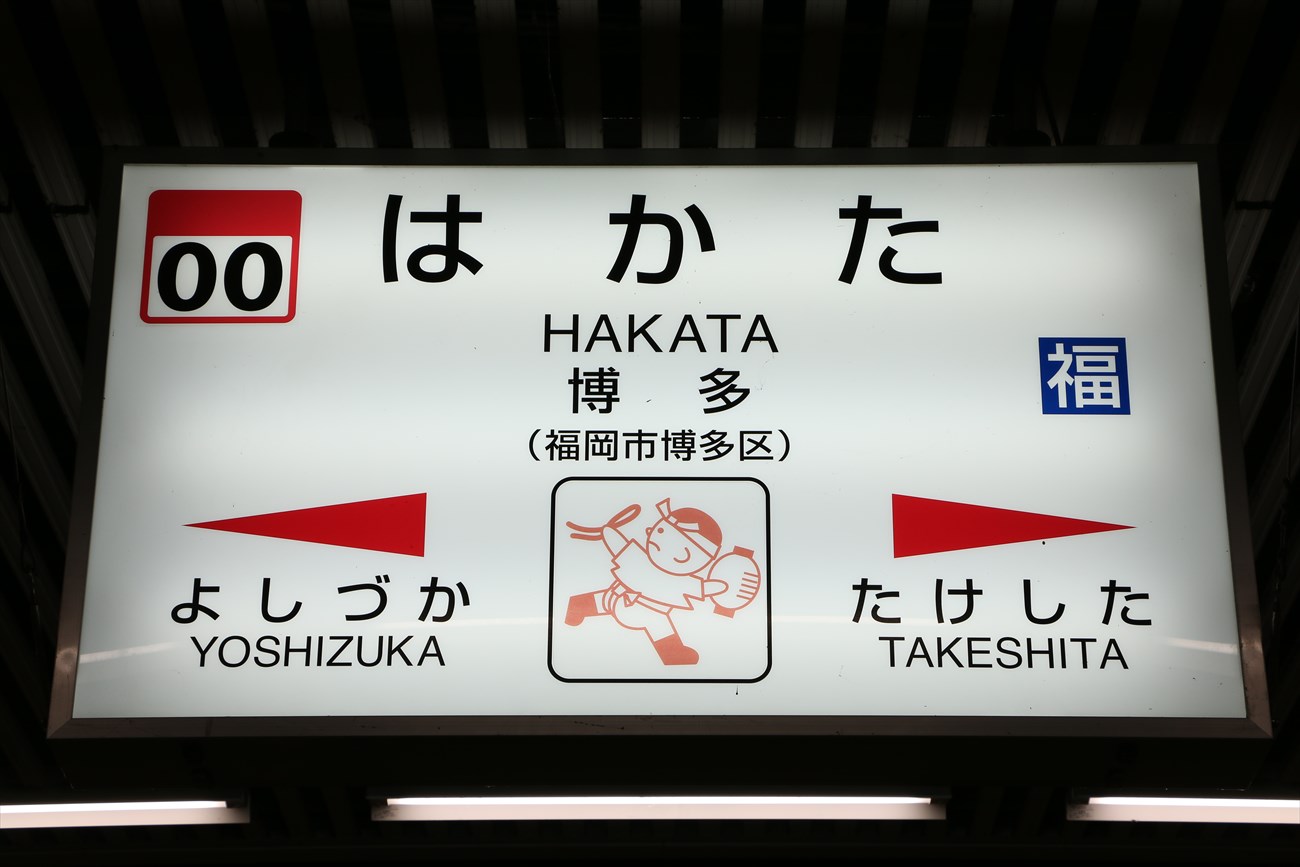 00
はかた
HAKATA
博多
福
（福岡市博多区）
よしづか
YOSHIZUKA
たけした
TAKESHITA